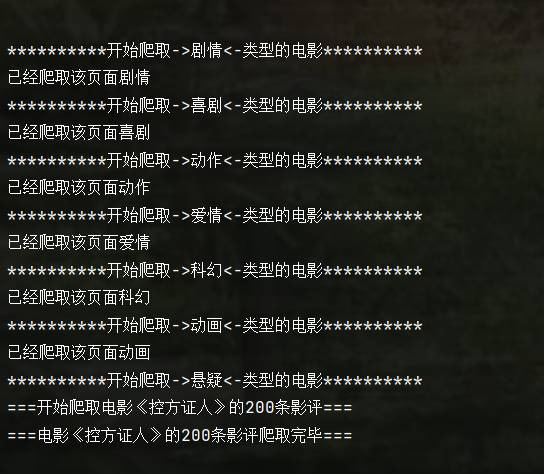 **********开始爬取->剧情<-类型的电影**********
已经爬取该页面剧情
**********开始爬取->喜剧<-类型的电影**********
已经爬取该页面喜剧
**********开始爬取->动作<-类型的电影**********
已经爬取该页面动作
**********开始爬取->爱情<-类型的电影**********
已经爬取该页面爱情
**********开始爬取->科幻<-类型的电影**********
已经爬取该页面科幻
**********开始爬取->动画<-类型的电影**********
已经爬取该页面动画
**********开始爬取->悬疑<-类型的电影**********
===开始爬取电影《控方证人》的200条影评===
===电影《控方证人》的200条影评爬取完毕===